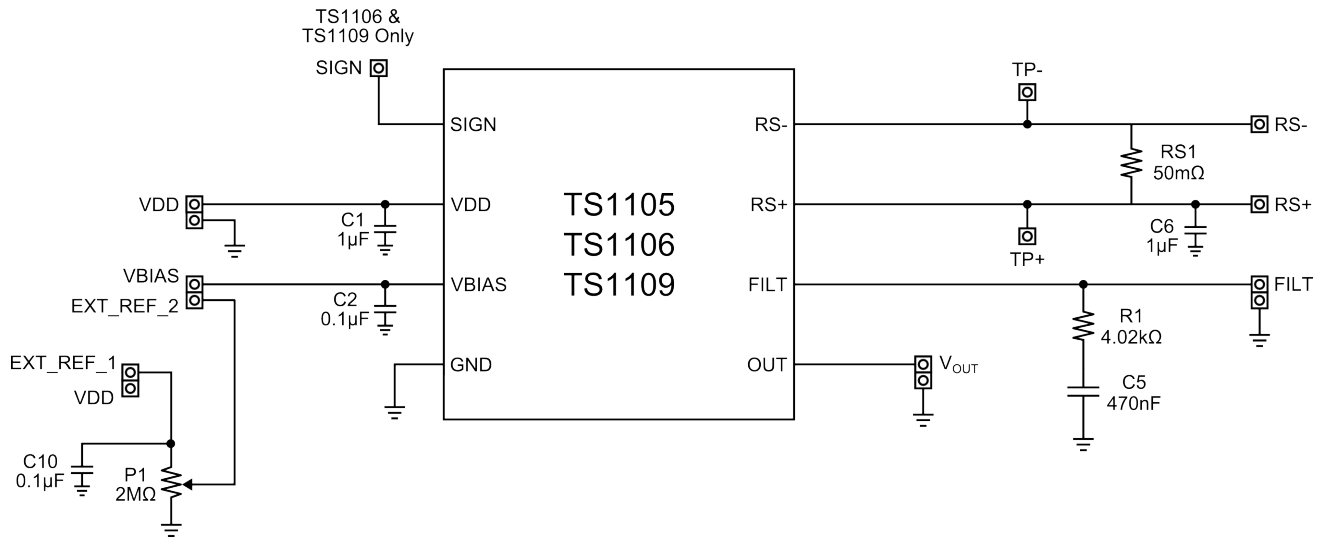 TS1106 &
TS1109 Only
SIGN
SIGN
VDD
VDD
C1
1µF
VBIAS
EXT_REF_2
VBIAS
C2
0.1µF
EXT_REF_1
VDD
GND
C10
0.1µF
P1
2MΩ
TS1105
TS1106
TS1109
RS-
RS+
FILT
OUT
TP-
RS-
RS1
50mΩ
RS+
TP+
C6
1µF
FILT
R1
4.02kΩ
C5
470nF
VOUT